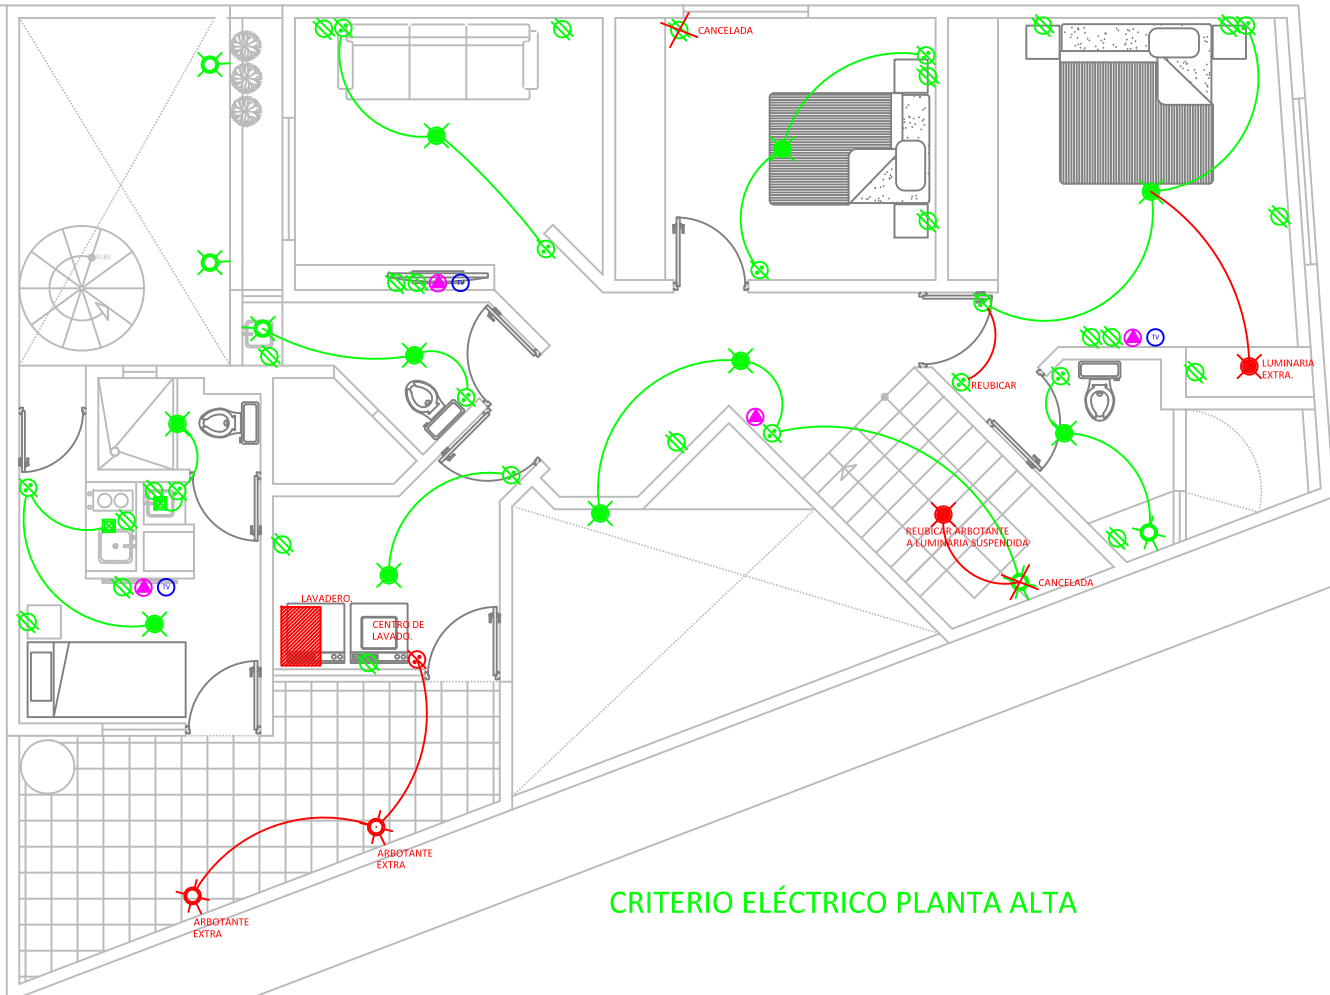 CANCELADA
SUBE
TV
TV
LUMINARIA
EXTRA.
REUBICAR
REUBICAR ARBOTANTE
A LUMINARIA SUSPENDIDA
CANCELADA
TV
LAVADERO.
CENTRO DE
LAVADO.
ARBOTANTE
EXTRA
ARBOTANTE
EXTRA
CRITERIO ELÉCTRICO PLANTA ALTA